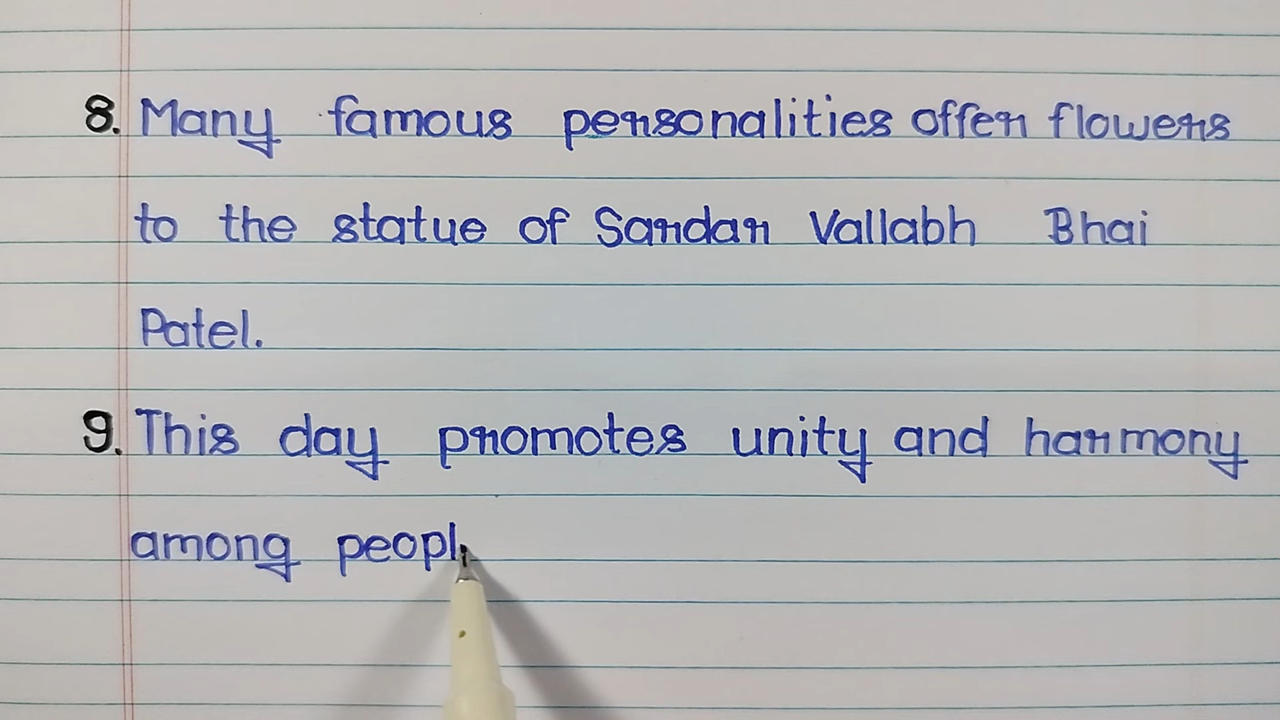 8. Many famous personalities offer flowers
to the statue of Sardar Vallabh Bhai
Patel.
9. This day promotes unity and harmony
among peopl